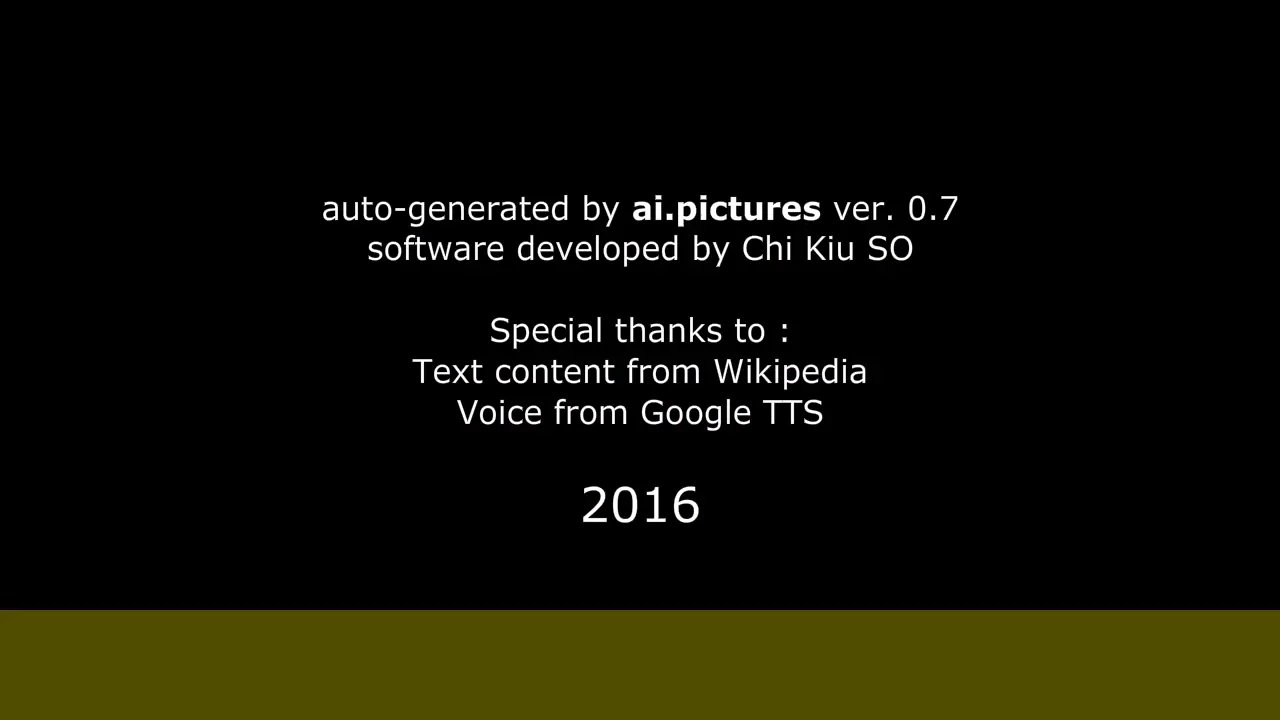 auto-generated by ai.pictures ver. 0.7
software developed by Chi Kiu SO
Special thanks to :
Text content from Wikipedia
Voice from Google TTS
2016